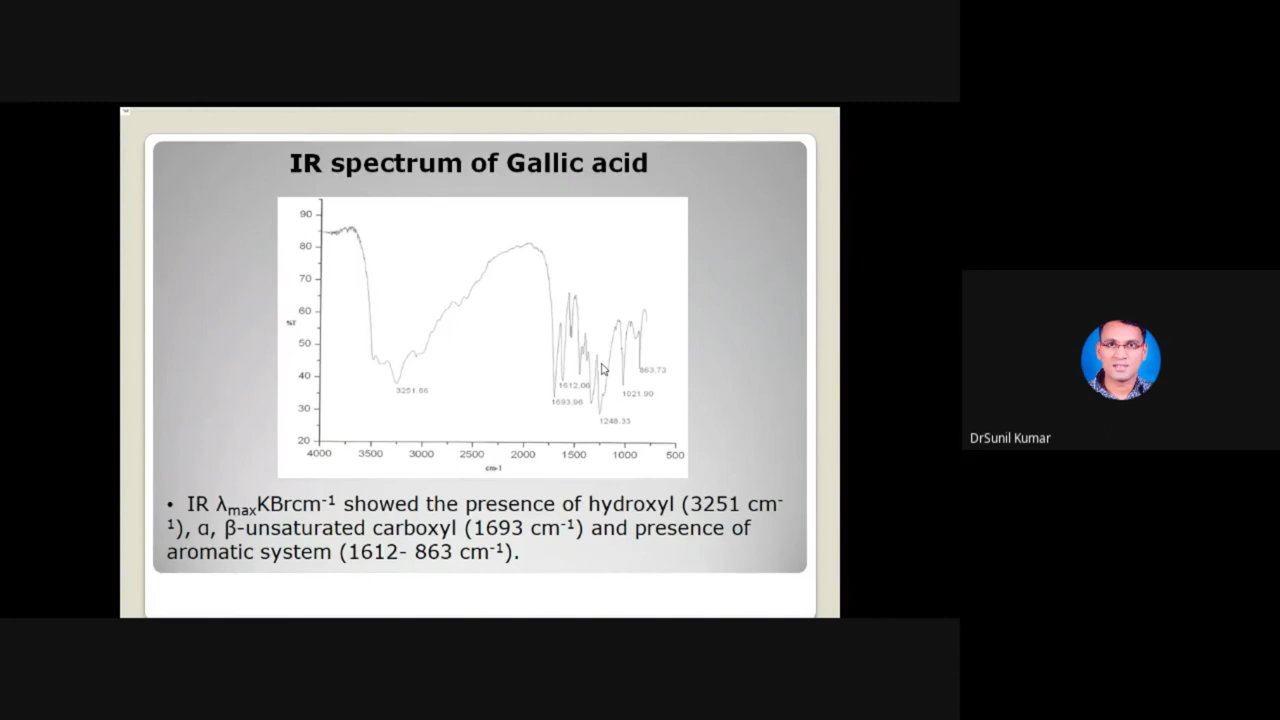 IR spectrum of Gallic acid
90
80
70
60
%T
50
40
30
20
3251.66
1612.06
1693.96
1248.33
1021.90
863.73
4000 3500 3000 2500 2000 1500 1000 500
cm-1
• IR λmaxKBrcm-1 showed the presence of hydroxyl (3251 cm-
1), α, β-unsaturated carboxyl (1693 cm-1) and presence of
aromatic system (1612- 863 cm-1).
DrSunil Kumar